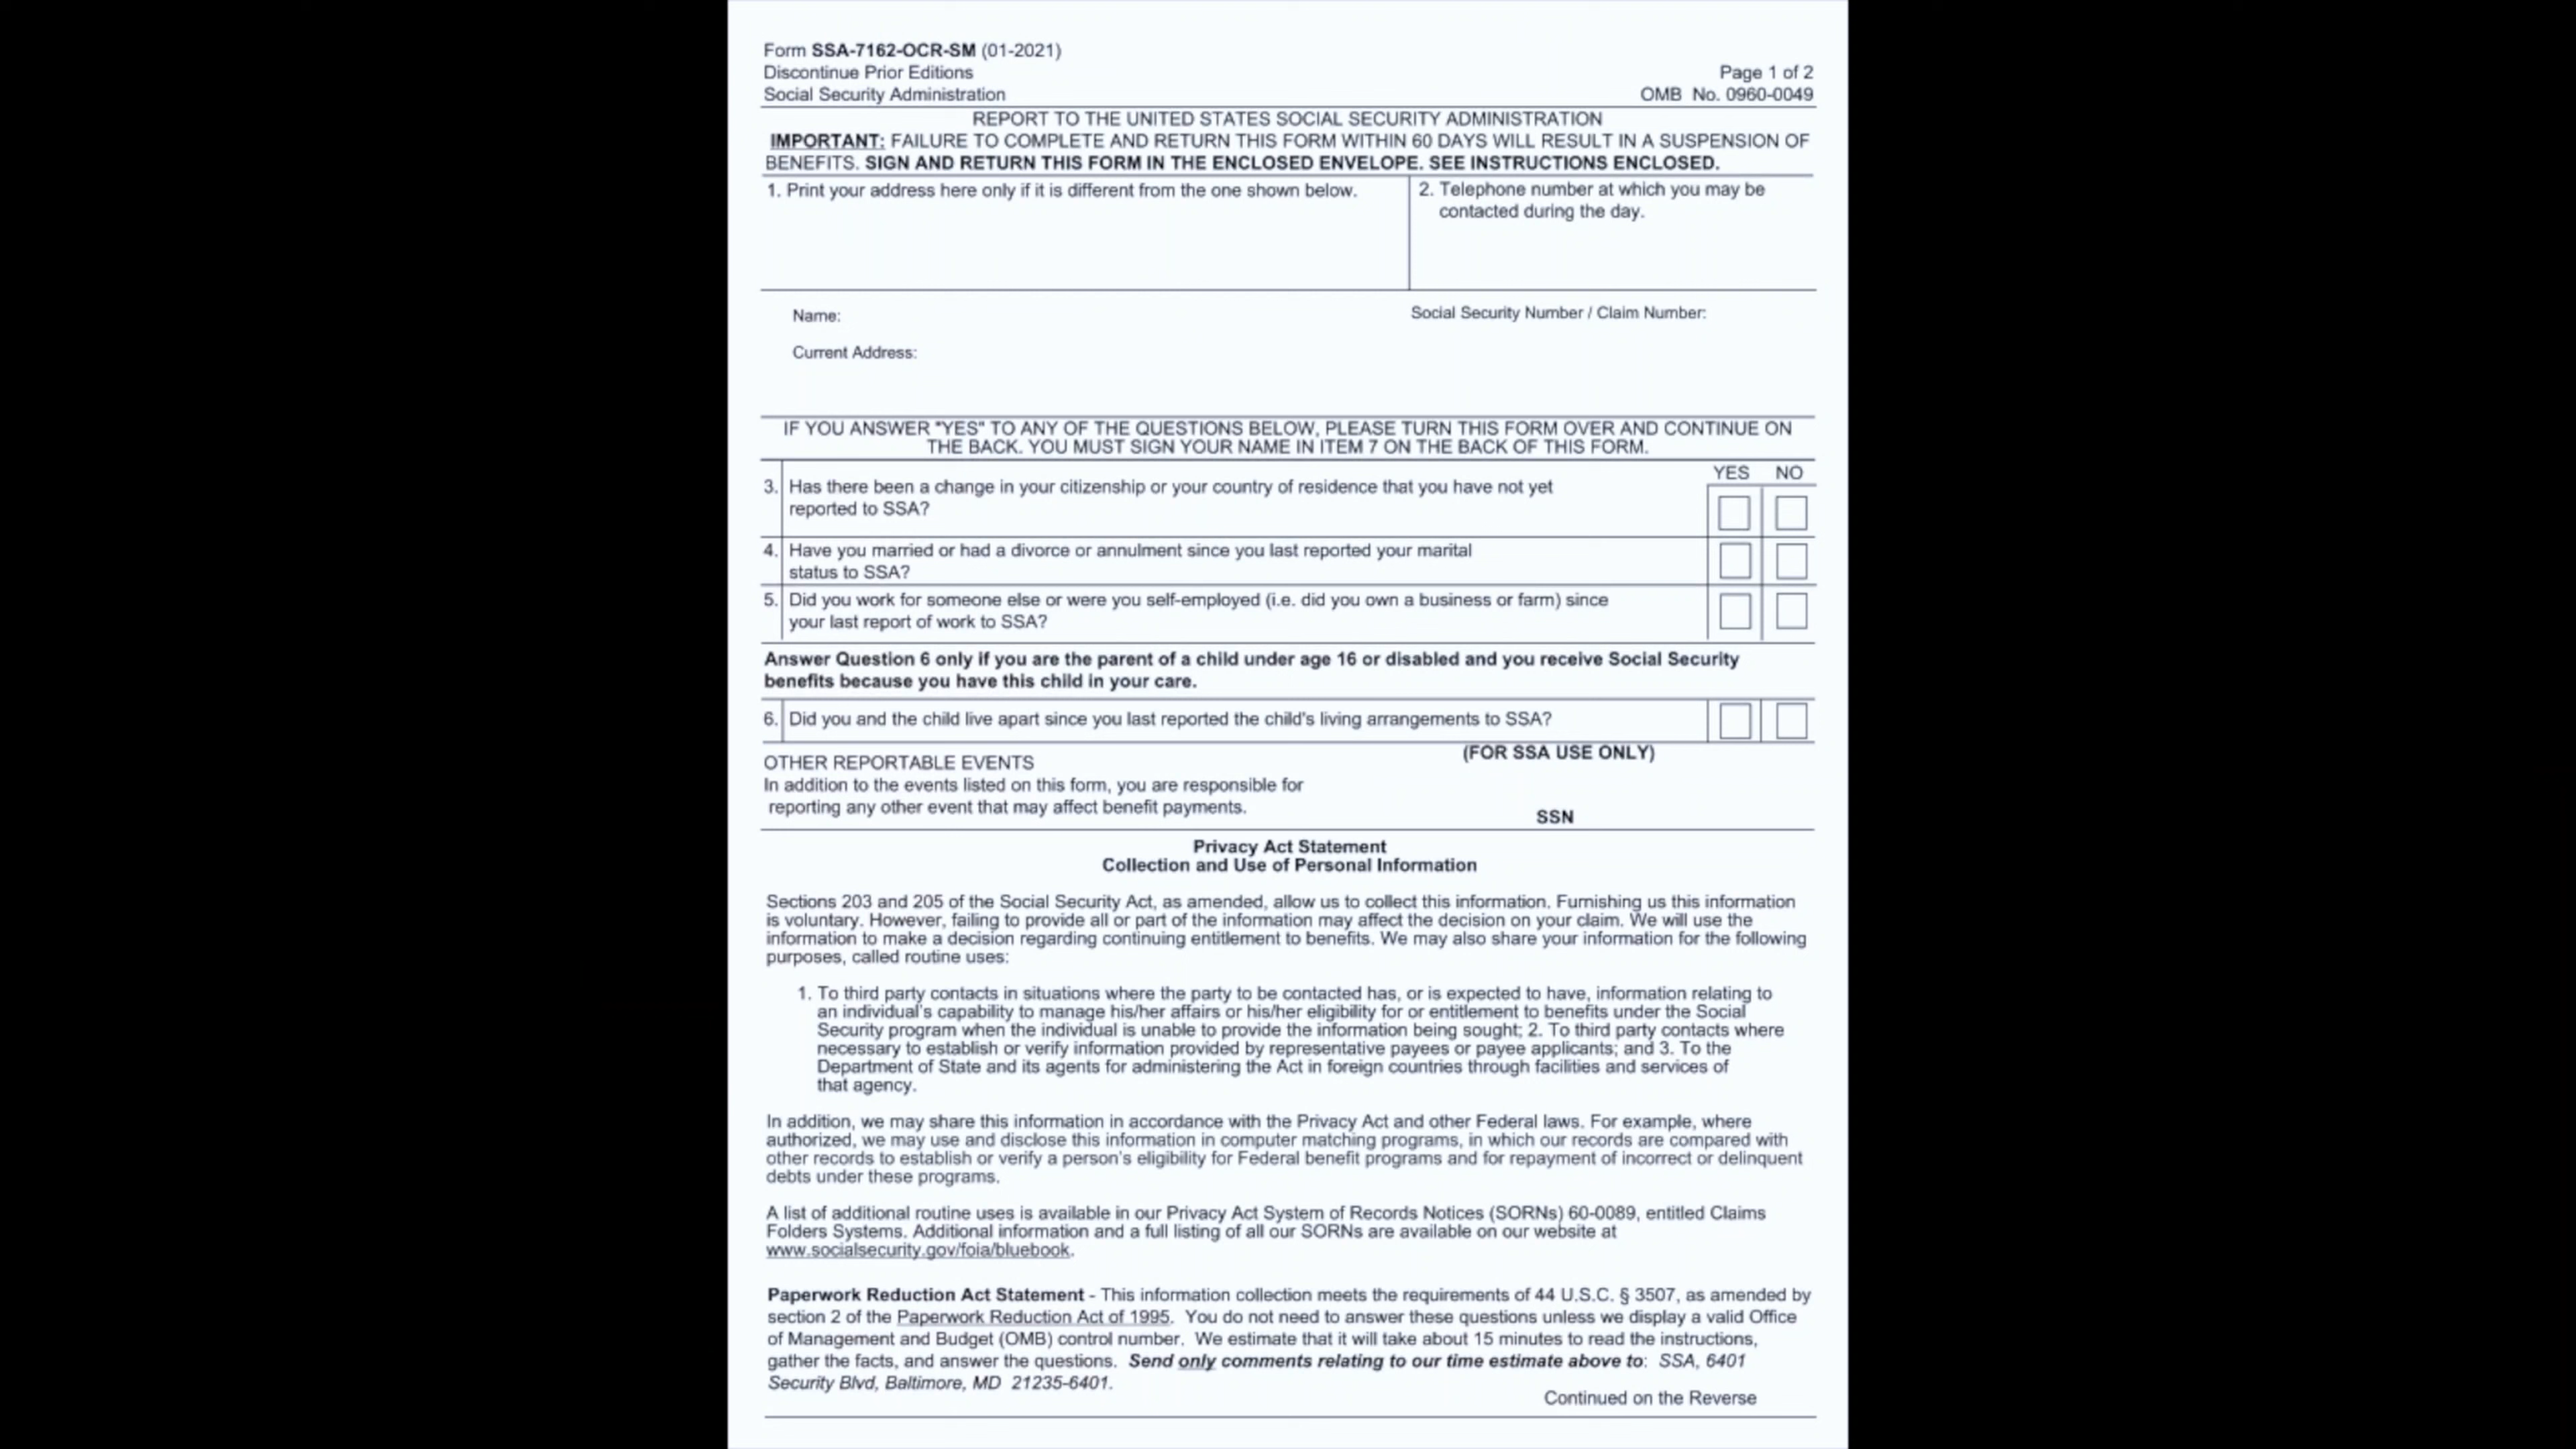 Form SSA-7162-OCR-SM (01-2021)
Discontinue Prior Editions
Page 1 of 2
Social Security Administration
OMB No. 0960-0049
REPORT TO THE UNITED STATES SOCIAL SECURITY ADMINISTRATION
IMPORTANT: FAILURE TO COMPLETE AND RETURN THIS FORM WITHIN 60 DAYS WILL RESULT IN A SUSPENSION OF
BENEFITS. SIGN AND RETURN THIS FORM IN THE ENCLOSED ENVELOPE. SEE INSTRUCTIONS ENCLOSED.
1. Print your address here only if it is different from the one shown below.
2. Telephone number at which you may be
contacted during the day.
Name:
Social Security Number / Claim Number:
Current Address:
IF YOU ANSWER "YES" TO ANY OF THE QUESTIONS BELOW, PLEASE TURN THIS FORM OVER AND CONTINUE ON
THE BACK. YOU MUST SIGN YOUR NAME IN ITEM 7 ON THE BACK OF THIS FORM.
YES NO
3. Has there been a change in your citizenship or your country of residence that you have not yet
reported to SSA?
4. Have you married or had a divorce or annulment since you last reported your marital
status to SSA?
5. Did you work for someone else or were you self-employed (i.e. did you own a business or farm) since
your last report of work to SSA?
Answer Question 6 only if you are the parent of a child under age 16 or disabled and you receive Social Security
benefits because you have this child in your care.
6. Did you and the child live apart since you last reported the child's living arrangements to SSA?
(FOR SSA USE ONLY)
OTHER REPORTABLE EVENTS
In addition to the events listed on this form, you are responsible for
reporting any other event that may affect benefit payments.
SSN
Privacy Act Statement
Collection and Use of Personal Information
Sections 203 and 205 of the Social Security Act, as amended, allow us to collect this information. Furnishing us this information
is voluntary. However, failing to provide all or part of the information may affect the decision on your claim. We will use the
information to make a decision regarding continuing entitlement to benefits. We may also share your information for the following
purposes, called routine uses:
1. To third party contacts in situations where the party to be contacted has, or is expected to have, information relating to
an individual's capability to manage his/her affairs or his/her eligibility for or entitlement to benefits under the Social
Security program when the individual is unable to provide the information being sought; 2. To third party contacts where
necessary to establish or verify information provided by representative payees or payee applicants; and 3. To the
Department of State and its agents for administering the Act in foreign countries through facilities and services of
that agency.
In addition, we may share this information in accordance with the Privacy Act and other Federal laws. For example, where
authorized, we may use and disclose this information in computer matching programs, in which our records are compared with
other records to establish or verify a person's eligibility for Federal benefit programs and for repayment of incorrect or delinquent
debts under these programs.
A list of additional routine uses is available in our Privacy Act System of Records Notices (SORNs) 60-0089, entitled Claims
Folders Systems. Additional information and a full listing of all our SORNs are available on our website at
www.socialsecurity.gov/foia/bluebook.
Paperwork Reduction Act Statement - This information collection meets the requirements of 44 U.S.C. § 3507, as amended by
section 2 of the Paperwork Reduction Act of 1995. You do not need to answer these questions unless we display a valid Office
of Management and Budget (OMB) control number. We estimate that it will take about 15 minutes to read the instructions,
gather the facts, and answer the questions. Send only comments relating to our time estimate above to: SSA, 6401
Security Blvd, Baltimore, MD 21235-6401.
Continued on the Reverse